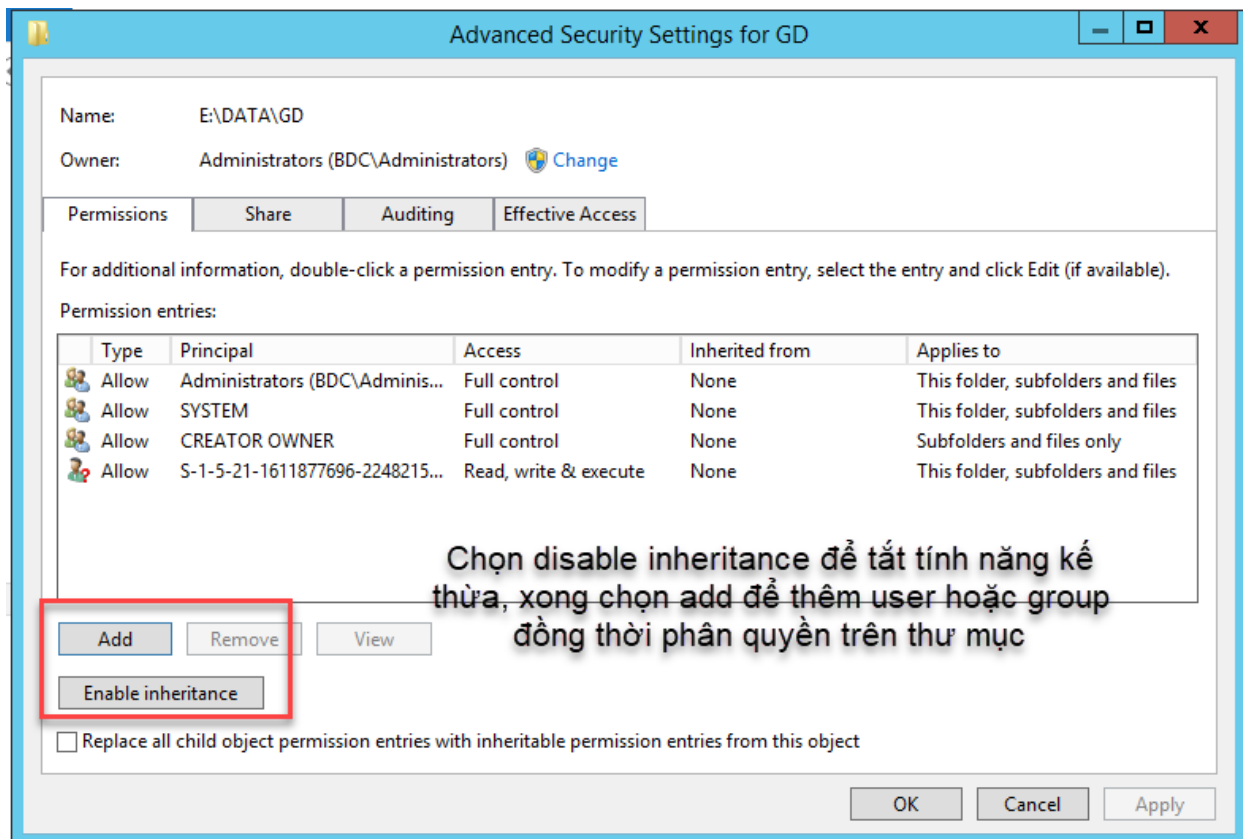 Advanced Security Settings for GD
Name: E:\DATA\GD
Owner: Administrators (BDC\Administrators) Change
Permissions Share Auditing Effective Access
For additional information, double-click a permission entry. To modify a permission entry, select the entry and click Edit (if available).
Permission entries:
Type Principal Access Inherited from Applies to
Allow Administrators (BDC\Adminis... Full control None This folder, subfolders and files
Allow SYSTEM Full control None This folder, subfolders and files
Allow CREATOR OWNER Full control None Subfolders and files only
Allow S-1-5-21-1611877696-2248215... Read, write & execute None This folder, subfolders and files
Chọn disable inheritance để tắt tính năng kế
thừa, xong chọn add để thêm user hoặc group
đồng thời phân quyền trên thư mục
Add Remove View
Enable inheritance
Replace all child object permission entries with inheritable permission entries from this object
OK Cancel Apply